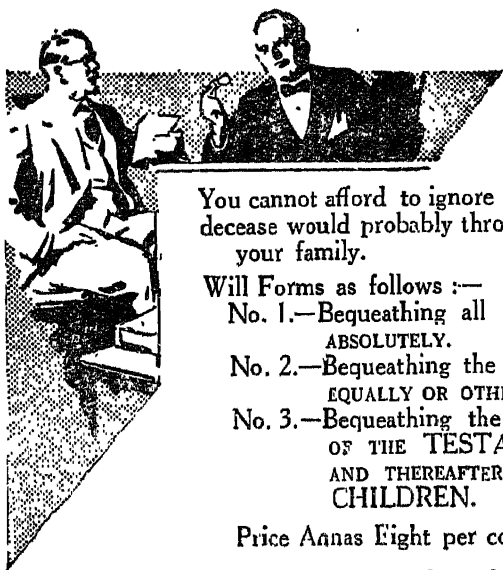 You cannot afford to ignore
decease would probably thro
your family.
Will Forms as follows :—
No. 1.—Bequeathing all
ABSOLUTELY.
No. 2.—Bequeathing the
EQUALLY OR OTHE
No. 3.—Bequeathing the
OF THE TESTA
AND THEREAFTER
CHILDREN.
Price Annas Eight per co